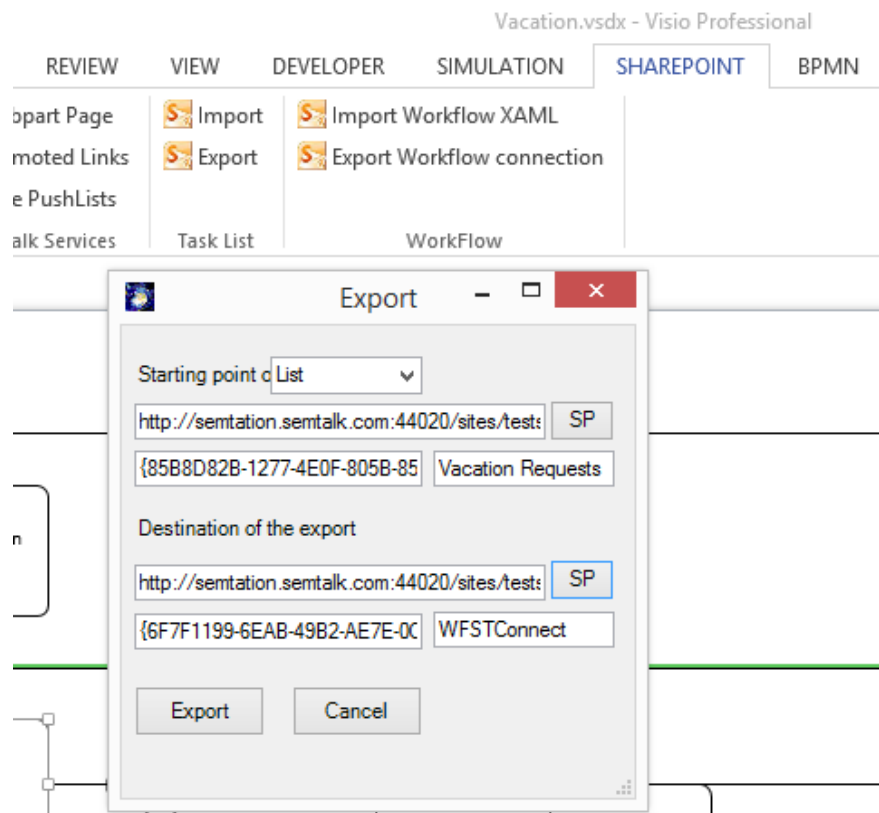 Vacation.vsdx - Visio Professional
REVIEW VIEW DEVELOPER SIMULATION SHAREPOINT BPMN
bpart Page Import Import Workflow XAML
moted Links Export Export Workflow connection
e PushLists
alk Services Task List WorkFlow
Export
Starting point o List
http://semtation.semtalk.com:44020/sites/tests SP
{85B8D82B-1277-4E0F-805B-85 Vacation Requests
n
Destination of the export
http://semtation.semtalk.com:44020/sites/tests SP
{6F7F1199-6EAB-49B2-AE7E-0C WFSTConnect
Export Cancel